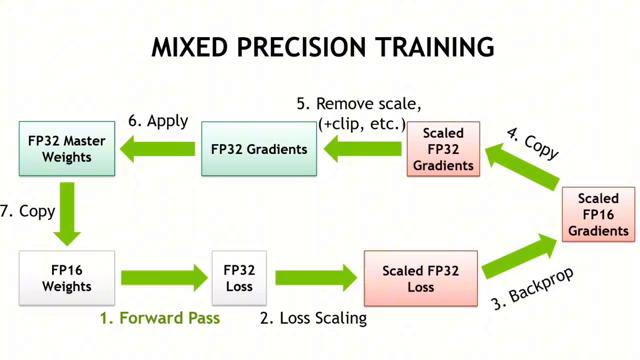 MIXED PRECISION TRAINING
5. Remove scale,
(+clip, etc.)
6. Apply
4. Copy
FP32 Master
Weights
FP32 Gradients
Scaled
FP32
Gradients
Scaled
FP16
Gradients
7. Copy
FP16
Weights
FP32
Loss
Scaled FP32
Loss
3. Backprop
1. Forward Pass
2. Loss Scaling